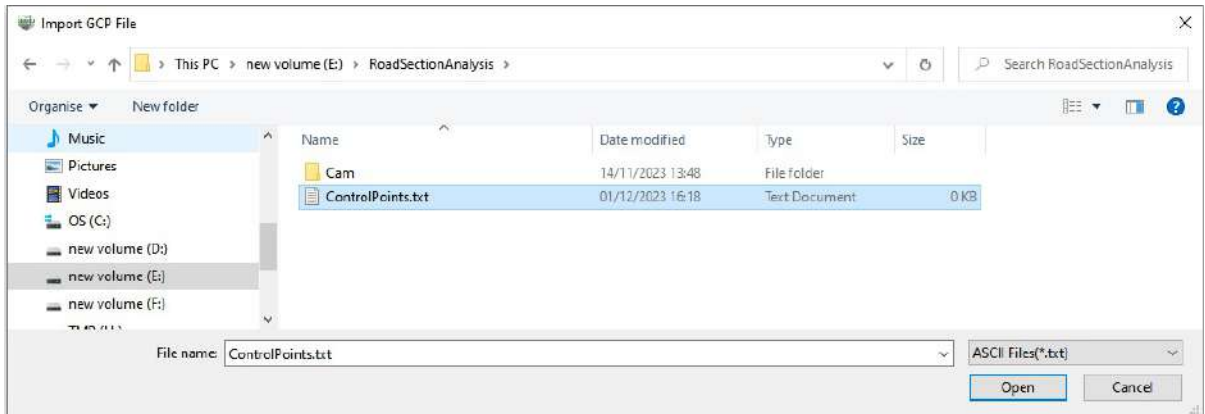 Import GCP File
This PC > new volume (E:) > RoadSectionAnalysis >
Search RoadSectionAnalysis
Organise
New folder
Music
Pictures
Videos
OS (C:)
new volume (D:)
new volume (E:)
new volume (F:)
Name Date modified Type Size
Cam 14/11/2023 13:48 File folder
ControlPoints.txt 01/12/2023 16:18 Text Document 0 KB
File name: ControlPoints.txt
ASCII Files(*.txt)
Open
Cancel